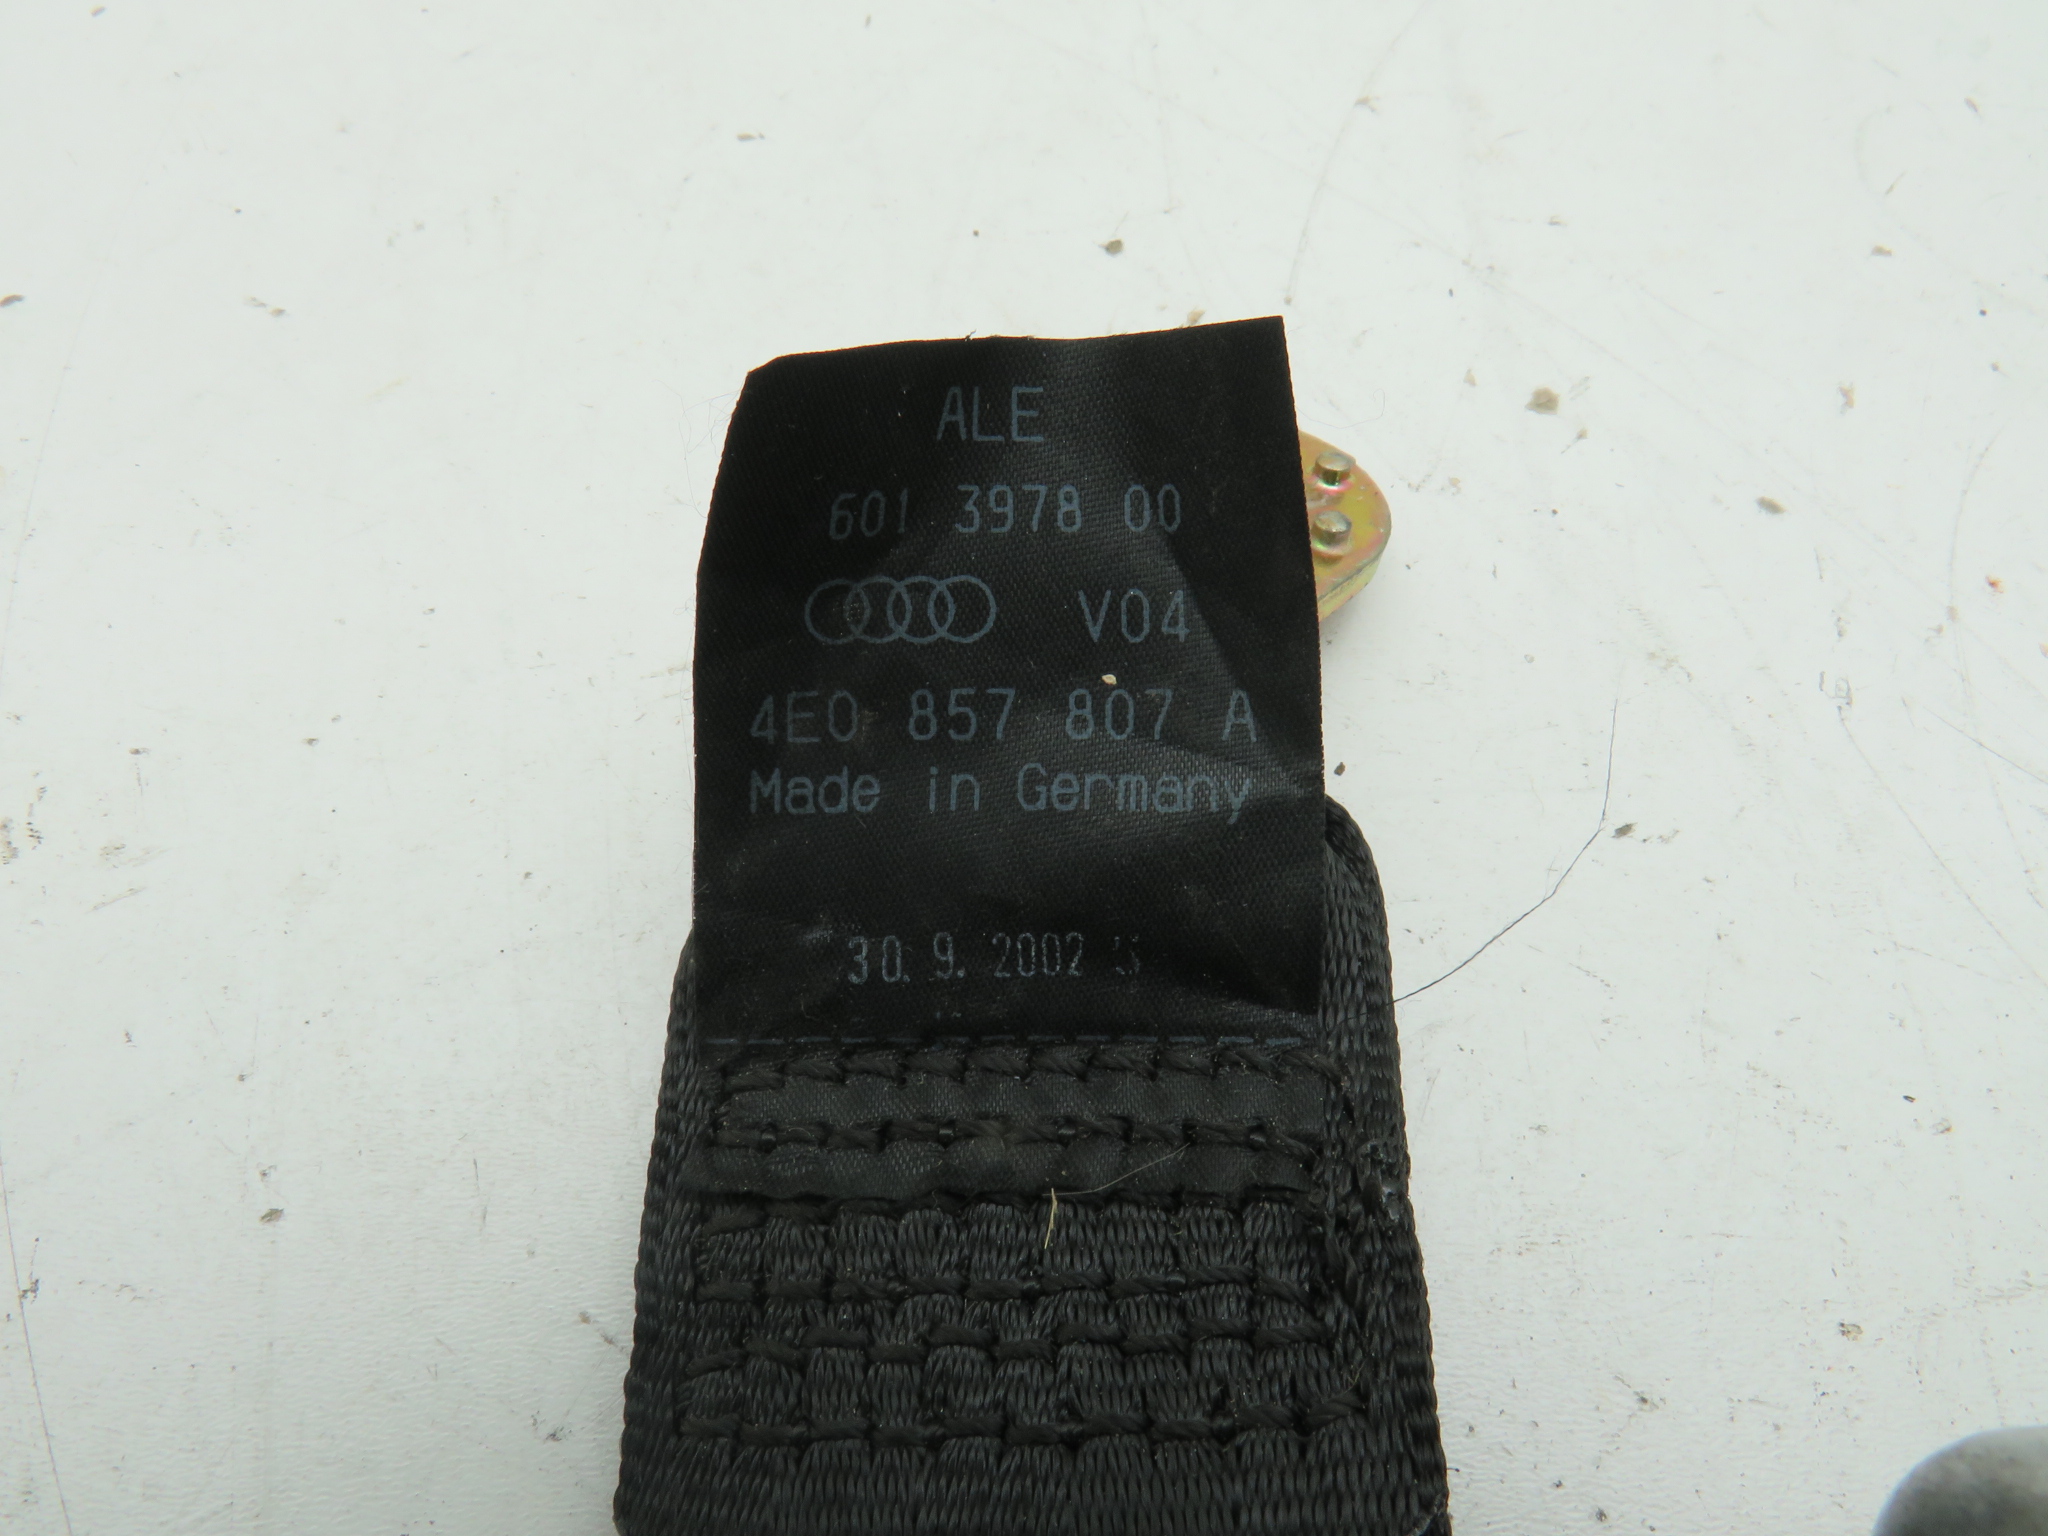 ALE
601 3978 00
V04
4E0 857 807 A
Made in Germany
30. 9. 2002